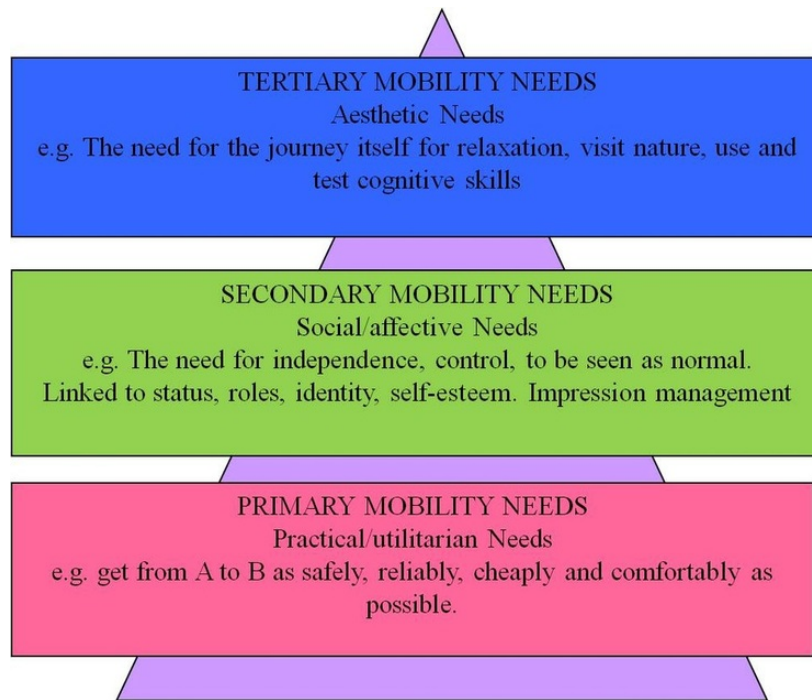 TERTIARY MOBILITY NEEDS
Aesthetic Needs
e.g. The need for the journey itself for relaxation, visit nature, use and
test cognitive skills
SECONDARY MOBILITY NEEDS
Social/affective Needs
e.g. The need for independence, control, to be seen as normal.
Linked to status, roles, identity, self-esteem. Impression management
PRIMARY MOBILITY NEEDS
Practical/utilitarian Needs
e.g. get from A to B as safely, reliably, cheaply and comfortably as
possible.